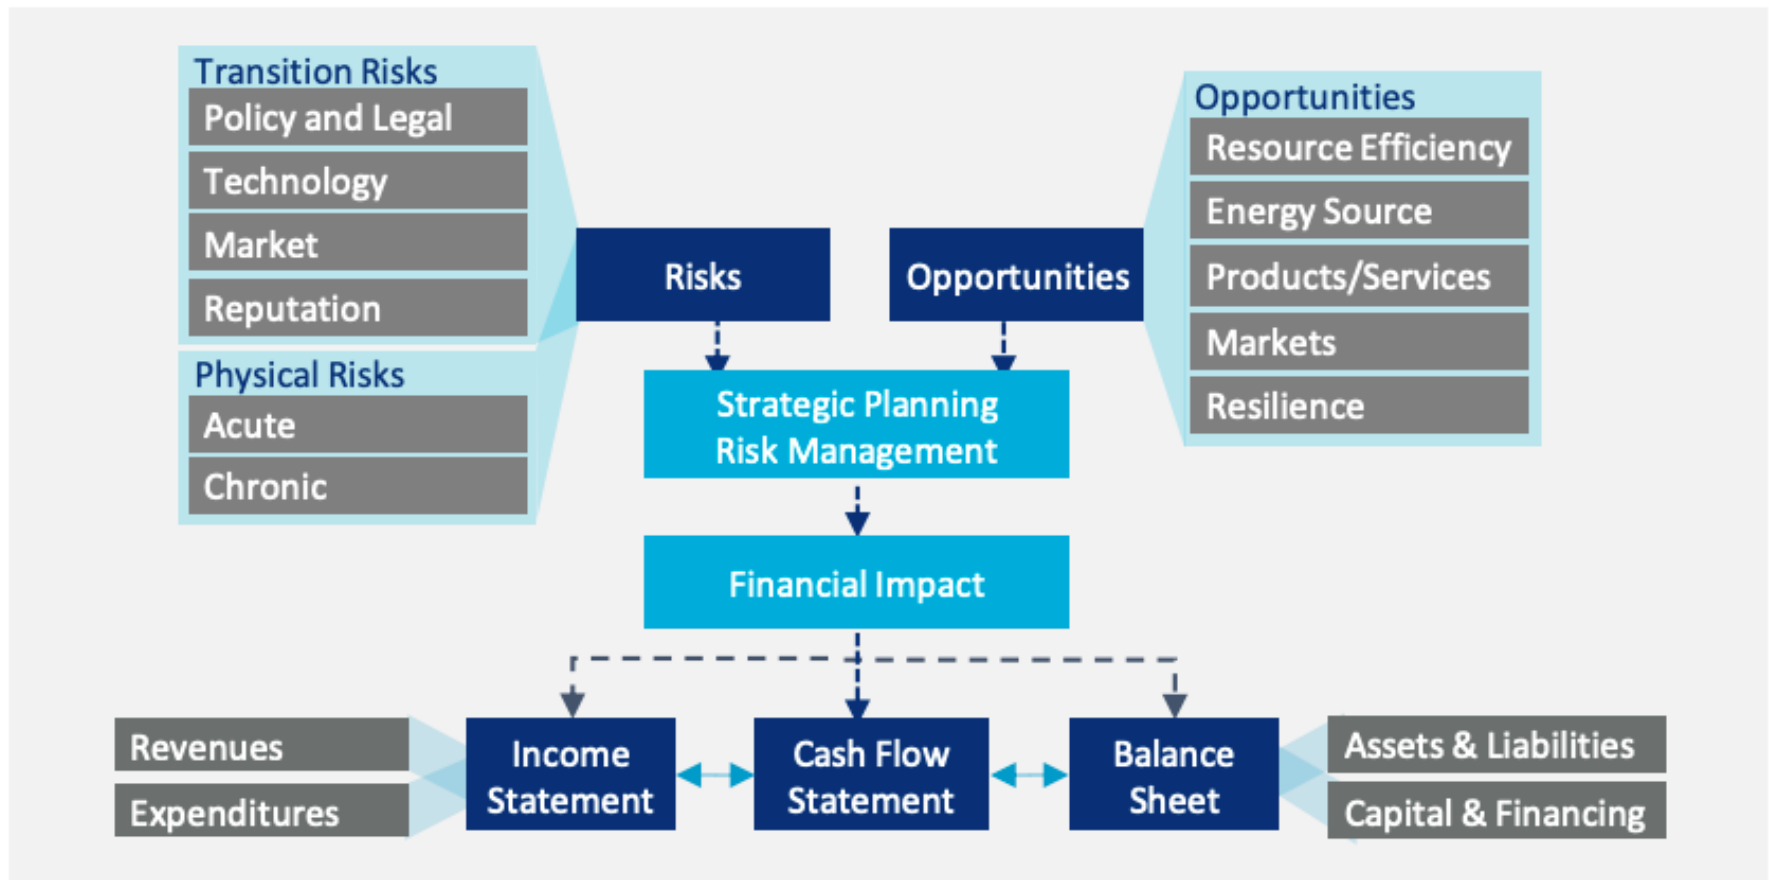 Transition Risks
Policy and Legal
Technology
Market
Reputation
Physical Risks
Acute
Chronic
Risks
Opportunities
Opportunities
Resource Efficiency
Energy Source
Products/Services
Markets
Resilience
Strategic Planning
Risk Management
Financial Impact
Revenues
Expenditures
Income
Statement
Cash Flow
Statement
Balance
Sheet
Assets & Liabilities
Capital & Financing